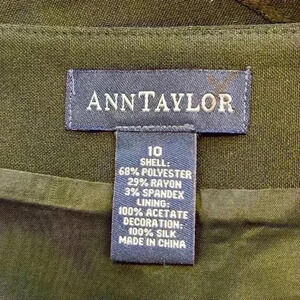 ANNTAYLOR
10
SHELL:
68% POLYESTER
29% RAYON
3% SPANDEX
LINING:
100% ACETATE
DECORATION:
100% SILK
MADE IN CHINA